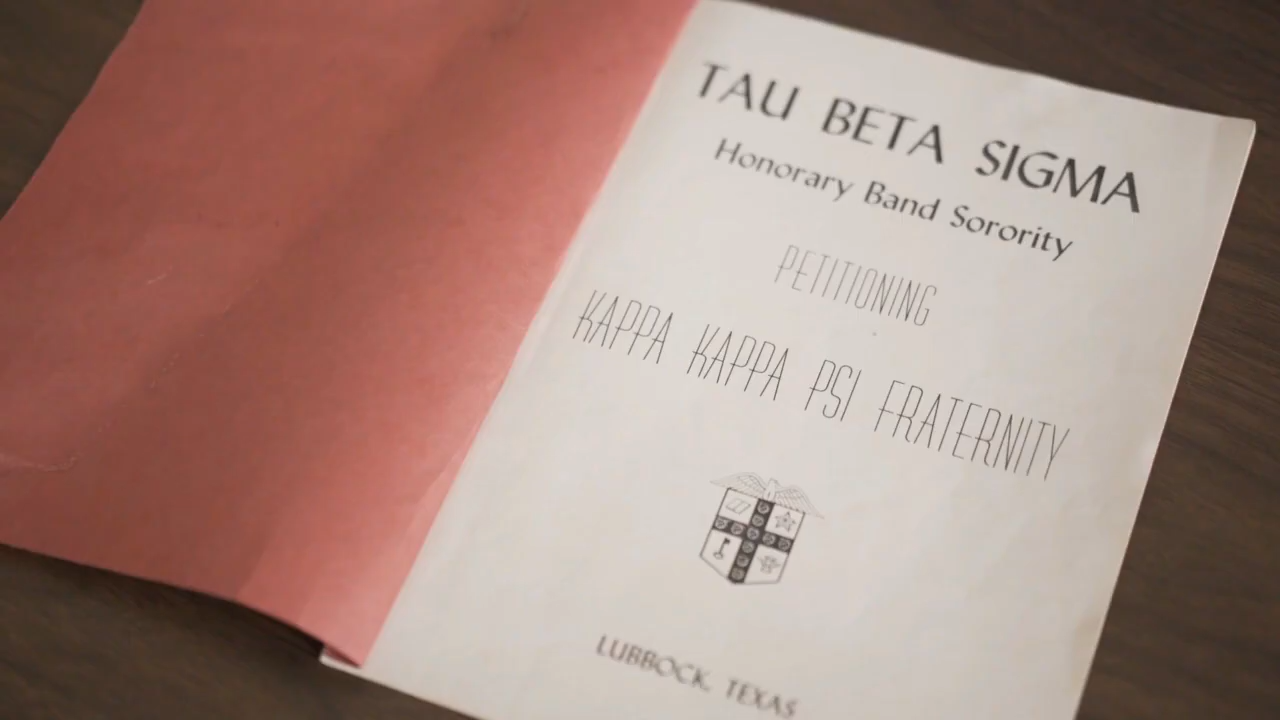 TAU BETA SIGMA
Honorary Band Sorority
PETITIONING
KAPPA KAPPA PSI FRATERNITY
LUBBOCK, TEXAS